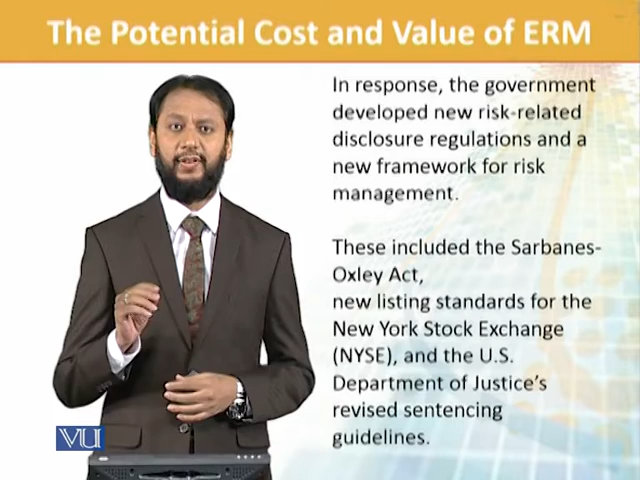 The Potential Cost and Value of ERM
In response, the government
developed new risk-related
disclosure regulations and a
new framework for risk
management.
These included the Sarbanes-
Oxley Act,
new listing standards for the
New York Stock Exchange
(NYSE), and the U.S.
Department of Justice's
revised sentencing
guidelines.
VU